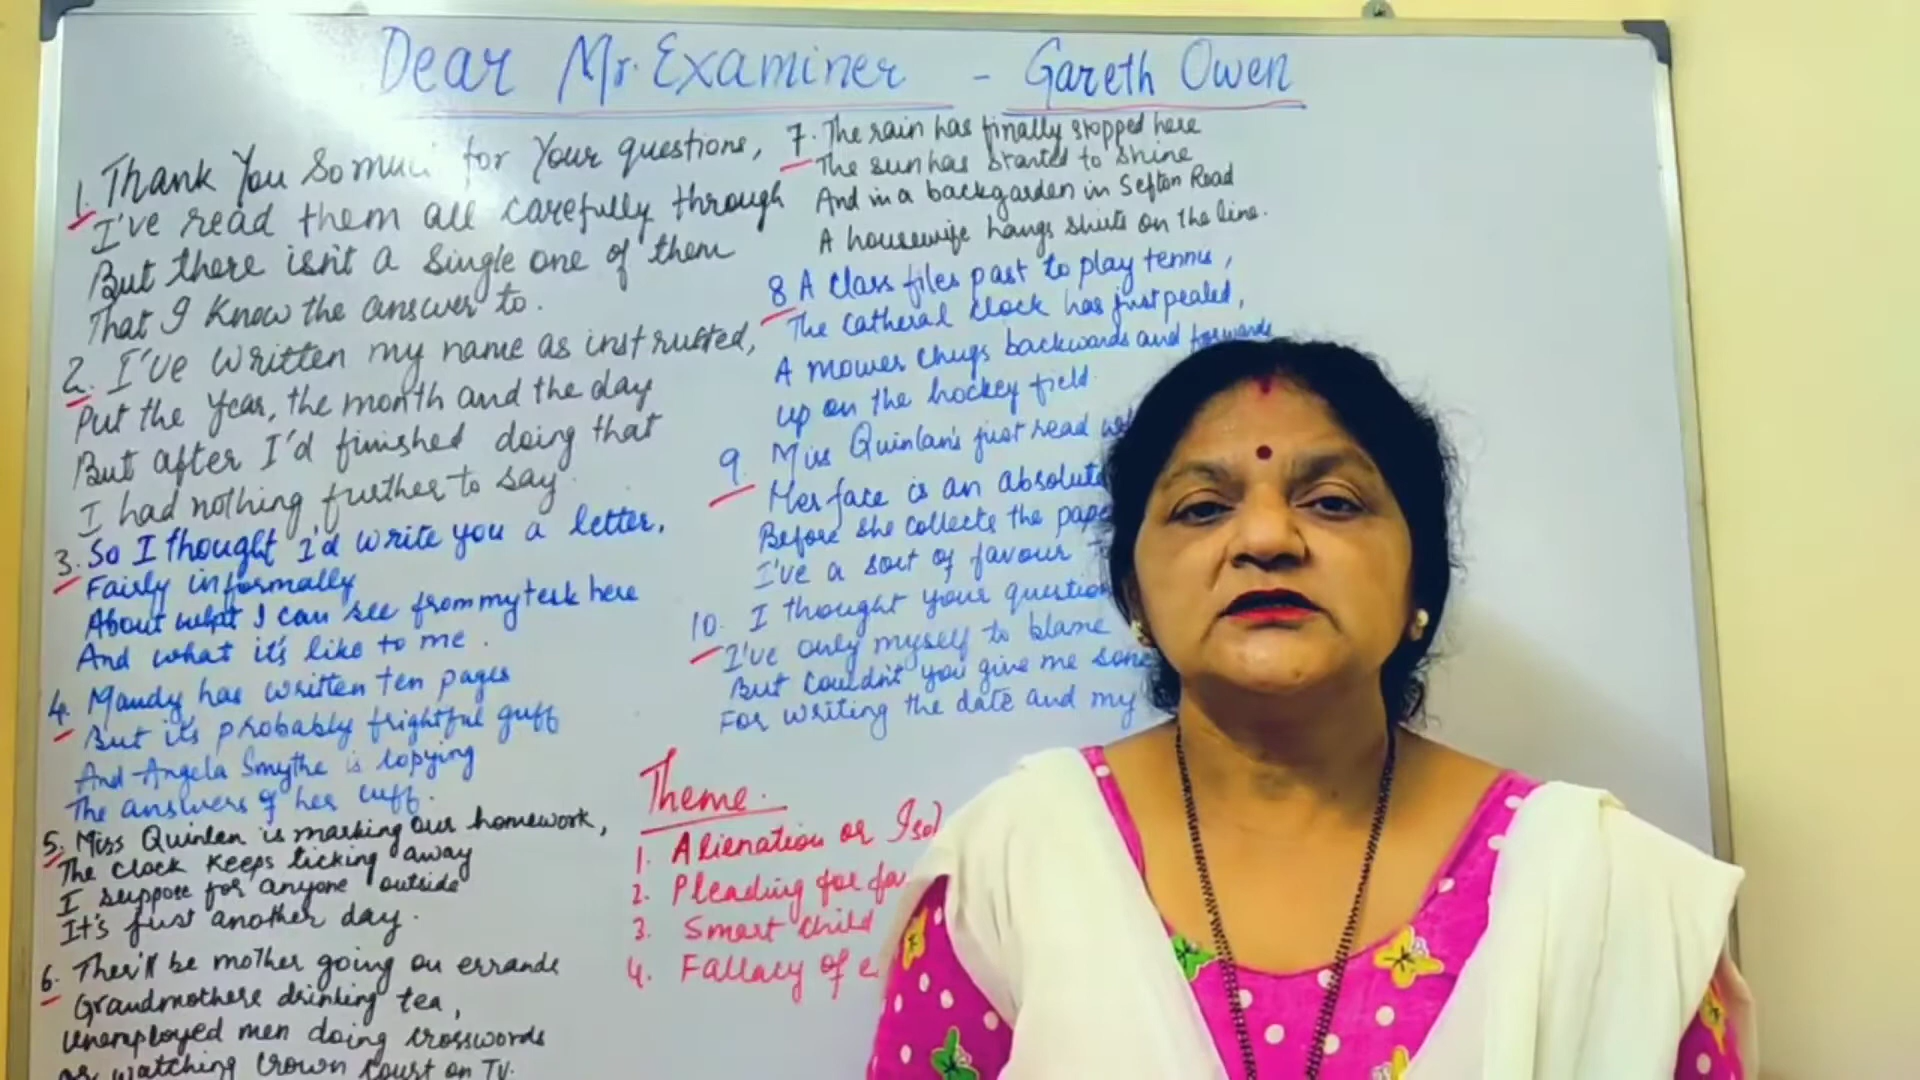 Dear Mr. Examiner - Gareth Owen
1. Thank You So for Your questions,
I've read them all carefully through
But there isn't a single one of them
That I know the answer to.
2. I've written my name as instructed,
Put the Year, the month and the day
But after I'd finished doing that
I had nothing further to say.
3. So I thought I'd write you a letter,
Fairly informally
About what I can see from my here
And what it's like to me.
4. Mandy has written ten pages
But it's probably frightful guff
And Angela Smythe is copying
The answers of her cuff.
5. Miss Quinlan is marking our homework,
The clock keeps ticking away
I suppose for anyone outside
It's just another day.
6. Ther'll be mother going on errands
Grandmothers drinking tea,
Unemployed men doing crosswords
or watching Crown Court on TV.
7. The rain has finally stopped here
The sun has started to shine
And in a backgarden in Sefton Road
A housewife hangs shirts on the line.
8 A class files past to play tennis,
The Catheral clock has just pealed,
A mower chugs backwards and forwards
up on the hockey field.
9 Miss Quinlan's just read
Her face is an absolute
Before she collects the
I've a sort of favour
10. I thought your
I've only myself to blame
But couldn't you give me
For writing the date and my
Theme.
1. Alienation or
2. Pleading for
3. Smart child
4. Fallacy of